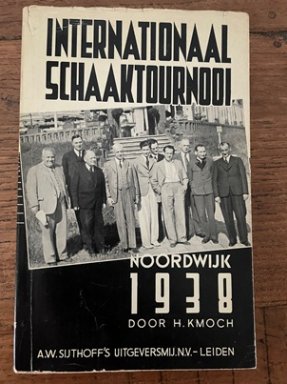 INTERNATIONAAL
SCHAAKTOURNOOI
NOORDWIJK
1938
DOOR H. KMOCH
A.W. SIJTHOFF'S UITGEVERSMIJ. N.V. - LEIDEN